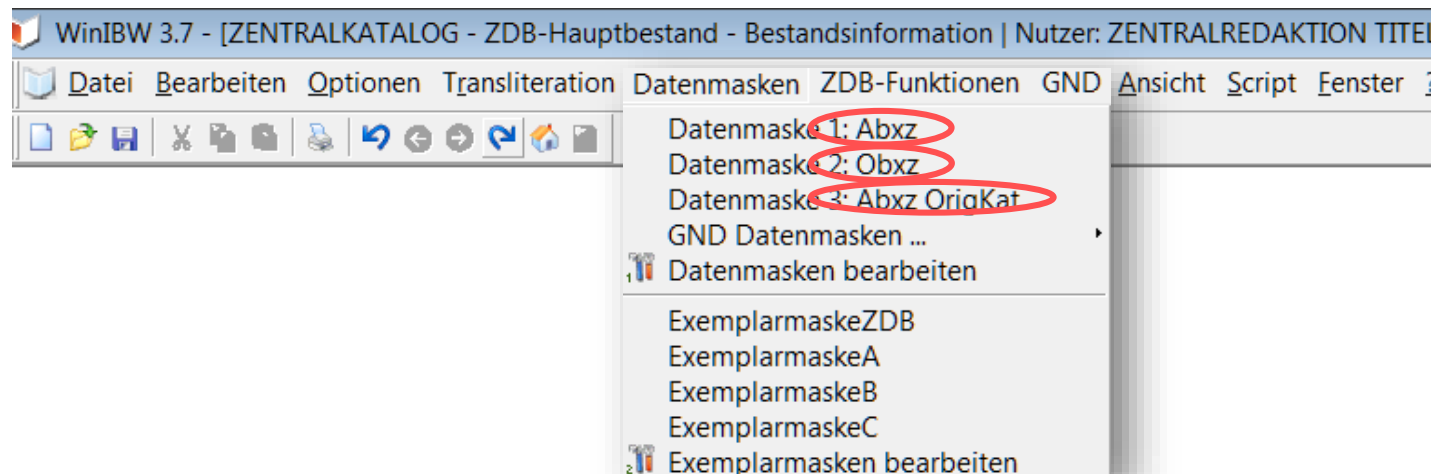 WinIBW 3.7 - [ZENTRALKATALOG - ZDB-Hauptbestand - Bestandsinformation | Nutzer: ZENTRALREDAKTION TITEL
Datei Bearbeiten Optionen Transliteration Datenmasken ZDB-Funktionen GND Ansicht Script Fenster ?
Datenmaske 1: Abxz
Datenmaske 2: Obxz
Datenmaske 3: Abxz OrigKat
GND Datenmasken ...
1 Datenmasken bearbeiten
ExemplarmaskeZDB
ExemplarmaskeA
ExemplarmaskeB
ExemplarmaskeC
2 Exemplarmasken bearbeiten